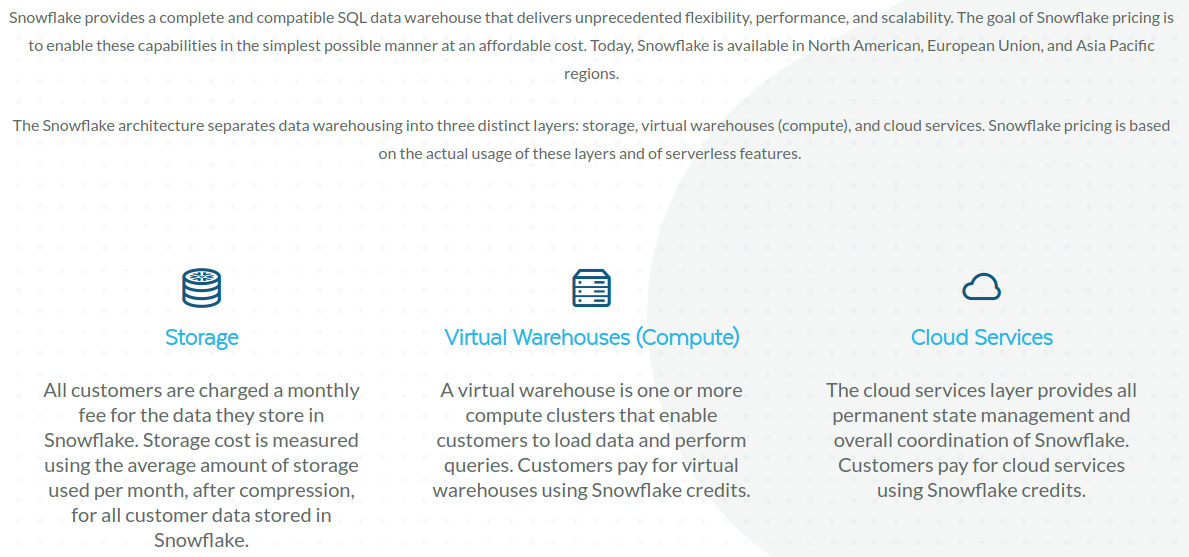 Snowflake provides a complete and compatible SQL data warehouse that delivers unprecedented flexibility, performance, and scalability. The goal of Snowflake pricing is
to enable these capabilities in the simplest possible manner at an affordable cost. Today, Snowflake is available in North American, European Union, and Asia Pacific
regions.
The Snowflake architecture separates data warehousing into three distinct layers: storage, virtual warehouses (compute), and cloud services. Snowflake pricing is based
on the actual usage of these layers and of serverless features.
Storage
All customers are charged a monthly
fee for the data they store in
Snowflake. Storage cost is measured
using the average amount of storage
used per month, after compression,
for all customer data stored in
Snowflake.
Virtual Warehouses (Compute)
A virtual warehouse is one or more
compute clusters that enable
customers to load data and perform
queries. Customers pay for virtual
warehouses using Snowflake credits.
Cloud Services
The cloud services layer provides all
permanent state management and
overall coordination of Snowflake.
Customers pay for cloud services
using Snowflake credits.